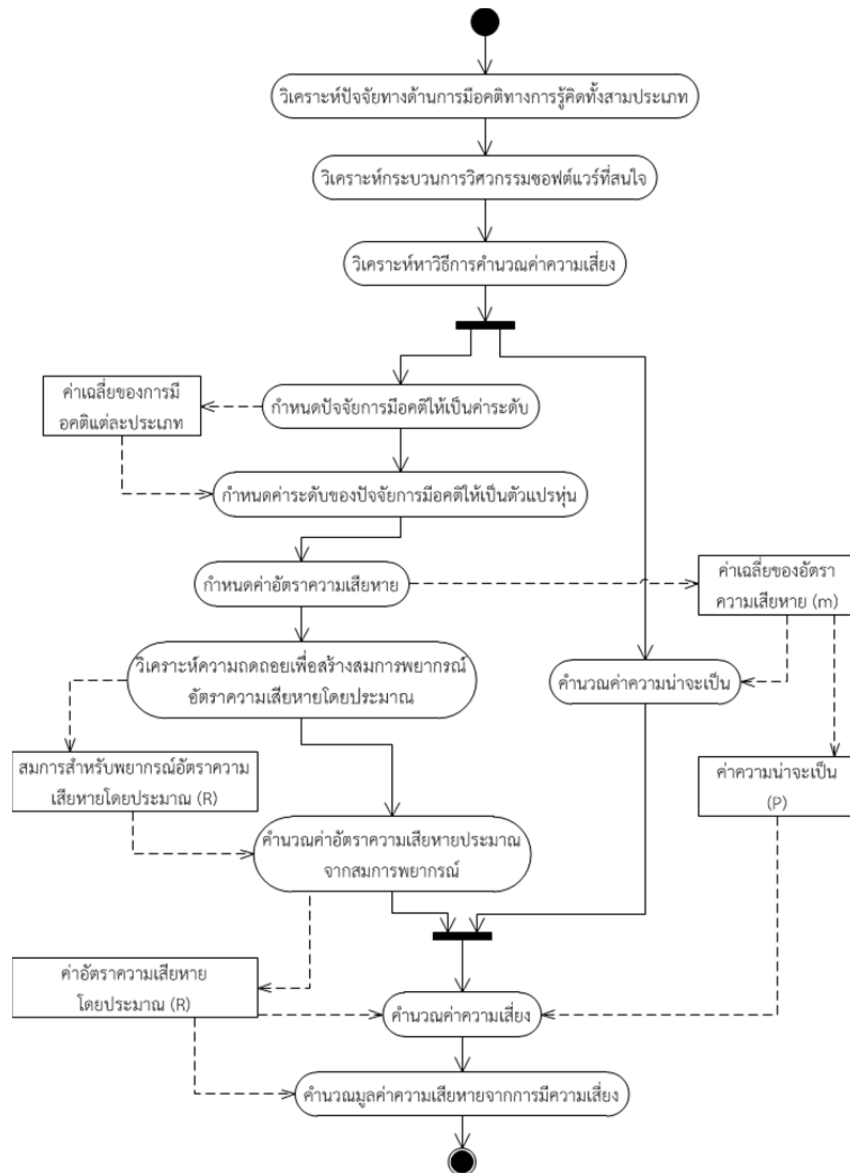 วิเคราะห์ปัจจัยทางด้านการมีอคติทางการรู้คิดทั้งสามประเภท
วิเคราะห์กระบวนการวิศวกรรมซอฟต์แวร์ที่สนใจ
วิเคราะห์หาวิธีการคำนวณค่าความเสี่ยง
ค่าเฉลี่ยของการมี
อคติแต่ละประเภท
กำหนดปัจจัยการมีอคติให้เป็นค่าระดับ
กำหนดค่าระดับของปัจจัยการมีอคติให้เป็นตัวแปรหุ่น
กำหนดค่าอัตราความเสียหาย
ค่าเฉลี่ยของอัตรา
ความเสียหาย (m)
วิเคราะห์ความถดถอยเพื่อสร้างสมการพยากรณ์
อัตราความเสียหายโดยประมาณ
คำนวณค่าความน่าจะเป็น
สมการสำหรับพยากรณ์อัตราความ
เสียหายโดยประมาณ (R)
ค่าความน่าจะเป็น
(P)
คำนวณค่าอัตราความเสียหายประมาณ
จากสมการพยากรณ์
ค่าอัตราความเสียหาย
โดยประมาณ (R)
คำนวณค่าความเสี่ยง
คำนวณมูลค่าความเสียหายจากการมีความเสี่ยง